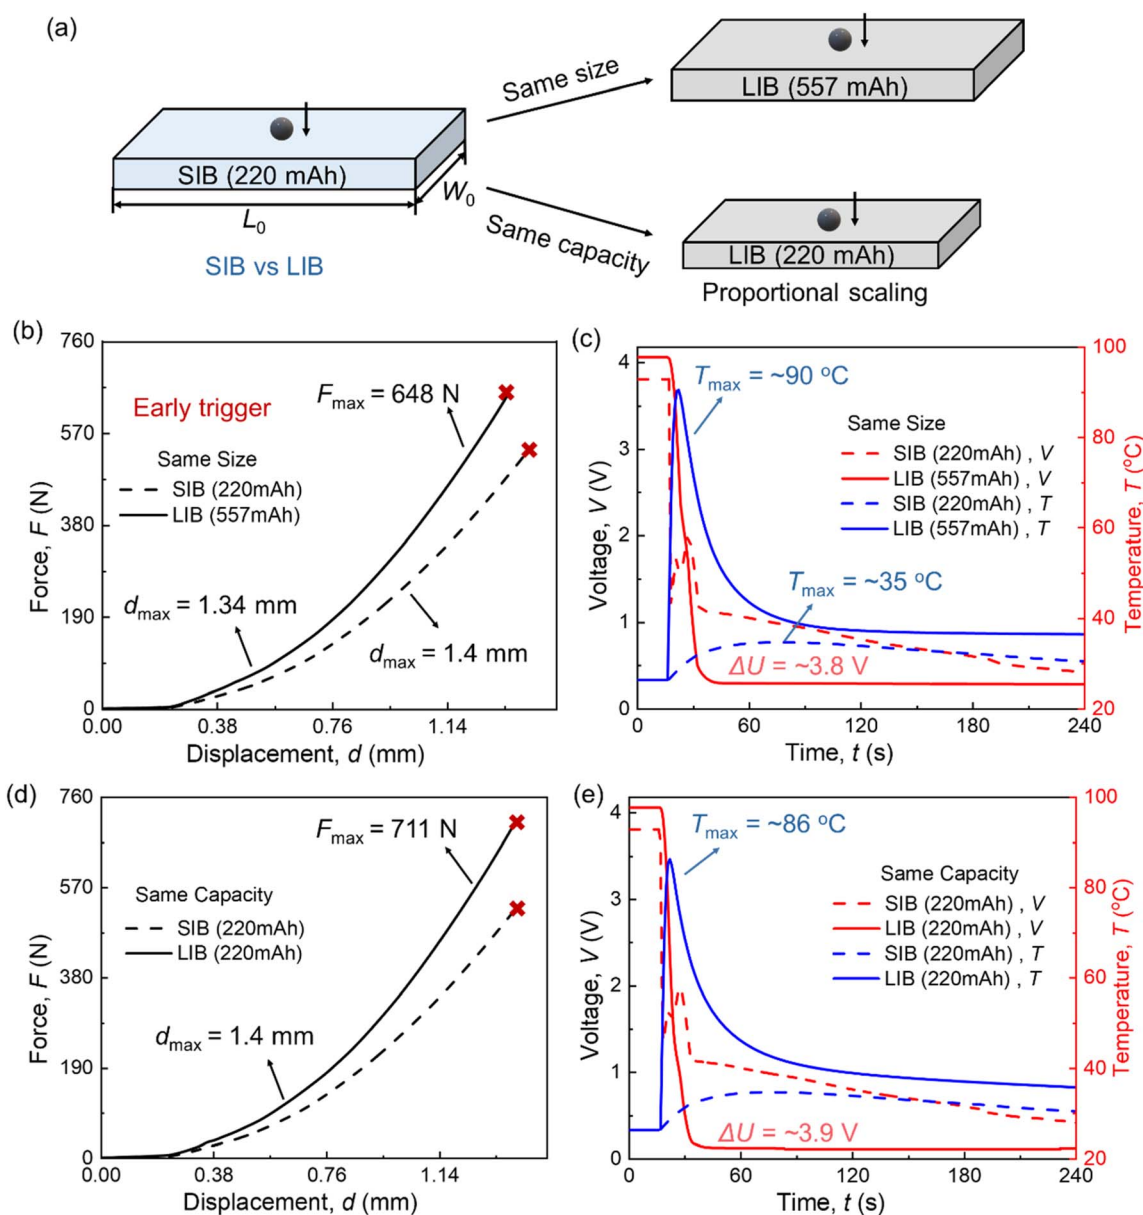 (a)
SIB (220 mAh)
L0
W0
SIB vs LIB
Same size
Same capacity
LIB (557 mAh)
LIB (220 mAh)
Proportional scaling
(b)
760
570
380
190
0
Force, F (N)
Early trigger
Same Size
SIB (220mAh)
LIB (557mAh)
Fmax = 648 N
dmax = 1.34 mm
dmax = 1.4 mm
0.00 0.38 0.76 1.14
Displacement, d (mm)
(c)
4
3
2
1
0
Voltage, V (V)
Tmax = ~90 °C
Same Size
SIB (220mAh) , V
LIB (557mAh) , V
SIB (220mAh) , T
LIB (557mAh) , T
Tmax = ~35 °C
ΔU = ~3.8 V
100
80
60
40
20
Temperature, T (°C)
0 60 120 180 240
Time, t (s)
(d)
760
570
380
190
0
Force, F (N)
Fmax = 711 N
Same Capacity
SIB (220mAh)
LIB (220mAh)
dmax = 1.4 mm
0.00 0.38 0.76 1.14
Displacement, d (mm)
(e)
4
3
2
1
0
Voltage, V (V)
Tmax = ~86 °C
Same Capacity
SIB (220mAh) , V
LIB (220mAh) , V
SIB (220mAh) , T
LIB (220mAh) , T
ΔU = ~3.9 V
100
80
60
40
20
Temperature, T (°C)
0 60 120 180 240
Time, t (s)